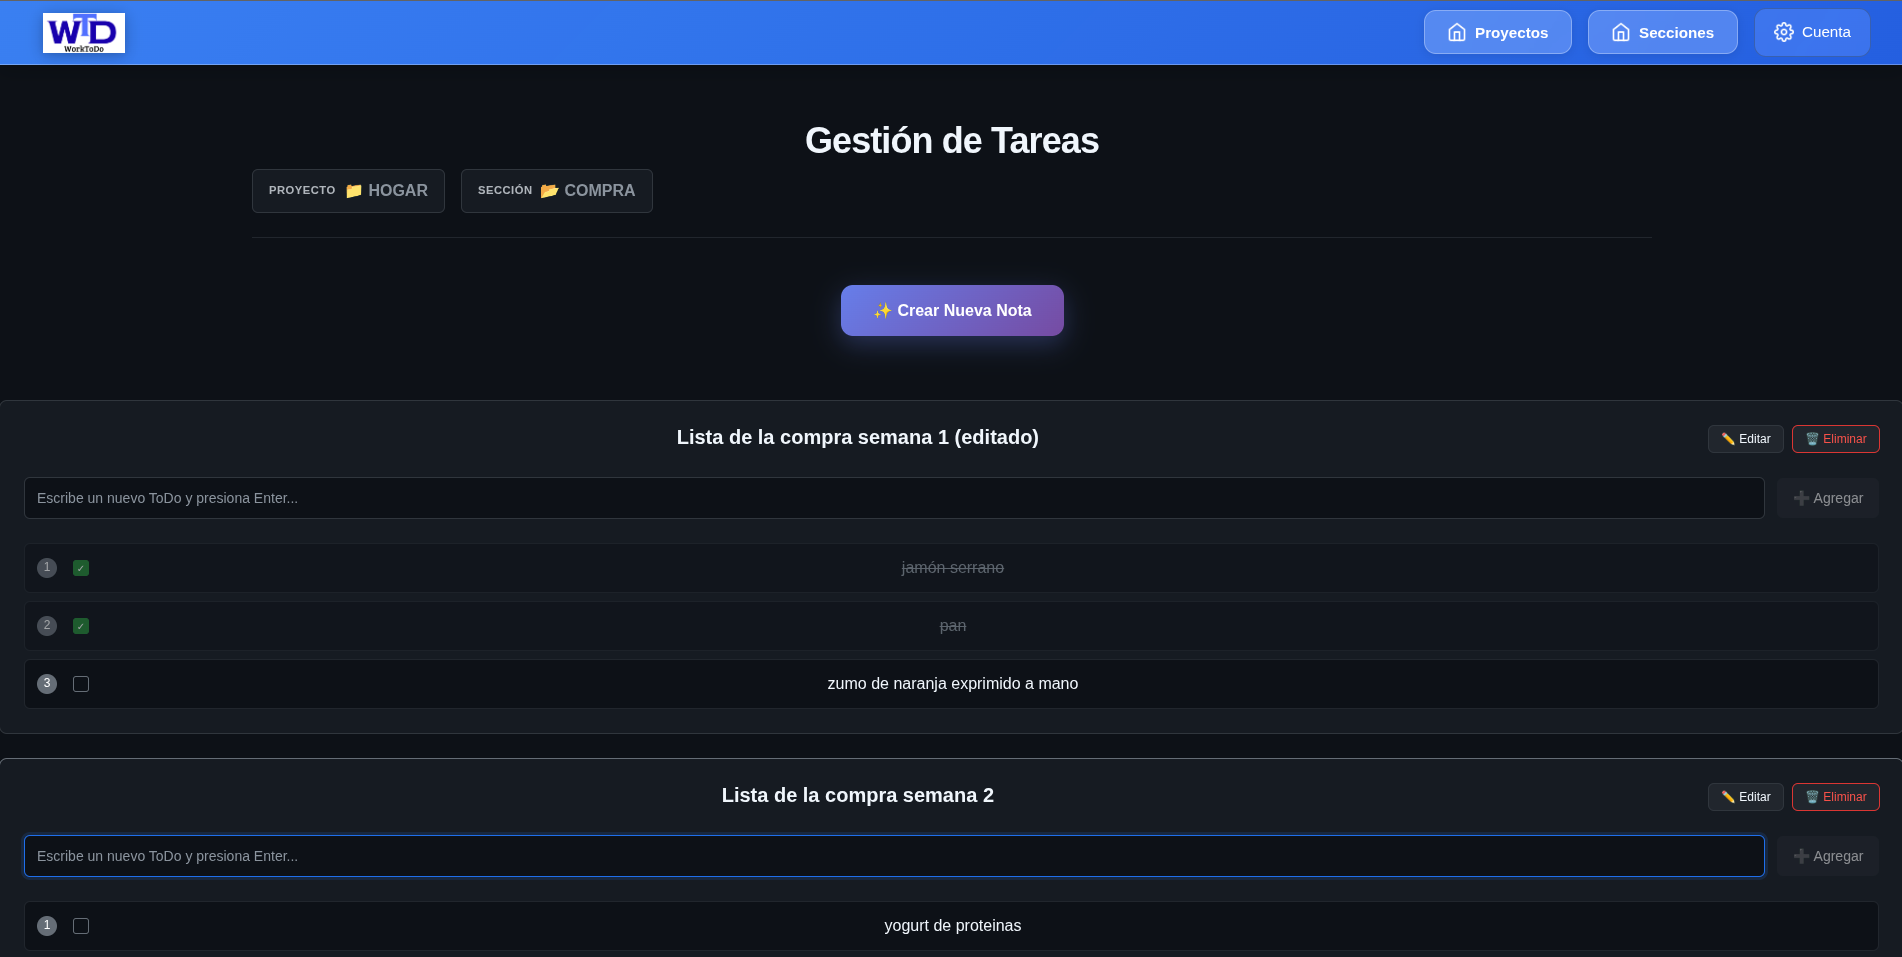 WTD
WorkToDo
Proyectos
Secciones
Cuenta
Gestión de Tareas
PROYECTO 📁 HOGAR
SECCIÓN 📂 COMPRA
✨ Crear Nueva Nota
Lista de la compra semana 1 (editado)
✏️ Editar
🗑️ Eliminar
Escribe un nuevo ToDo y presiona Enter...
➕ Agregar
1 ✓ jamón serrano
2 ✓ pan
3 zumo de naranja exprimido a mano
Lista de la compra semana 2
✏️ Editar
🗑️ Eliminar
Escribe un nuevo ToDo y presiona Enter...
➕ Agregar
1 yogurt de proteinas